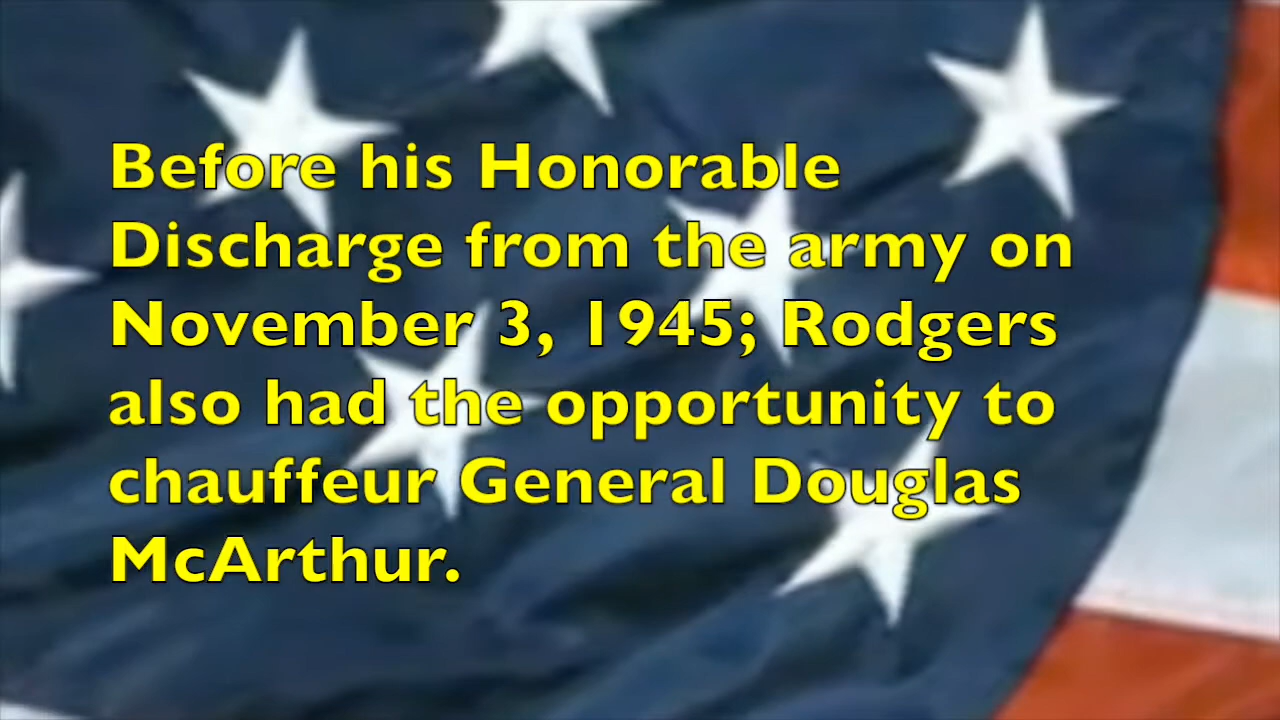 Before his Honorable
Discharge from the army on
November 3, 1945; Rodgers
also had the opportunity to
chauffeur General Douglas
McArthur.